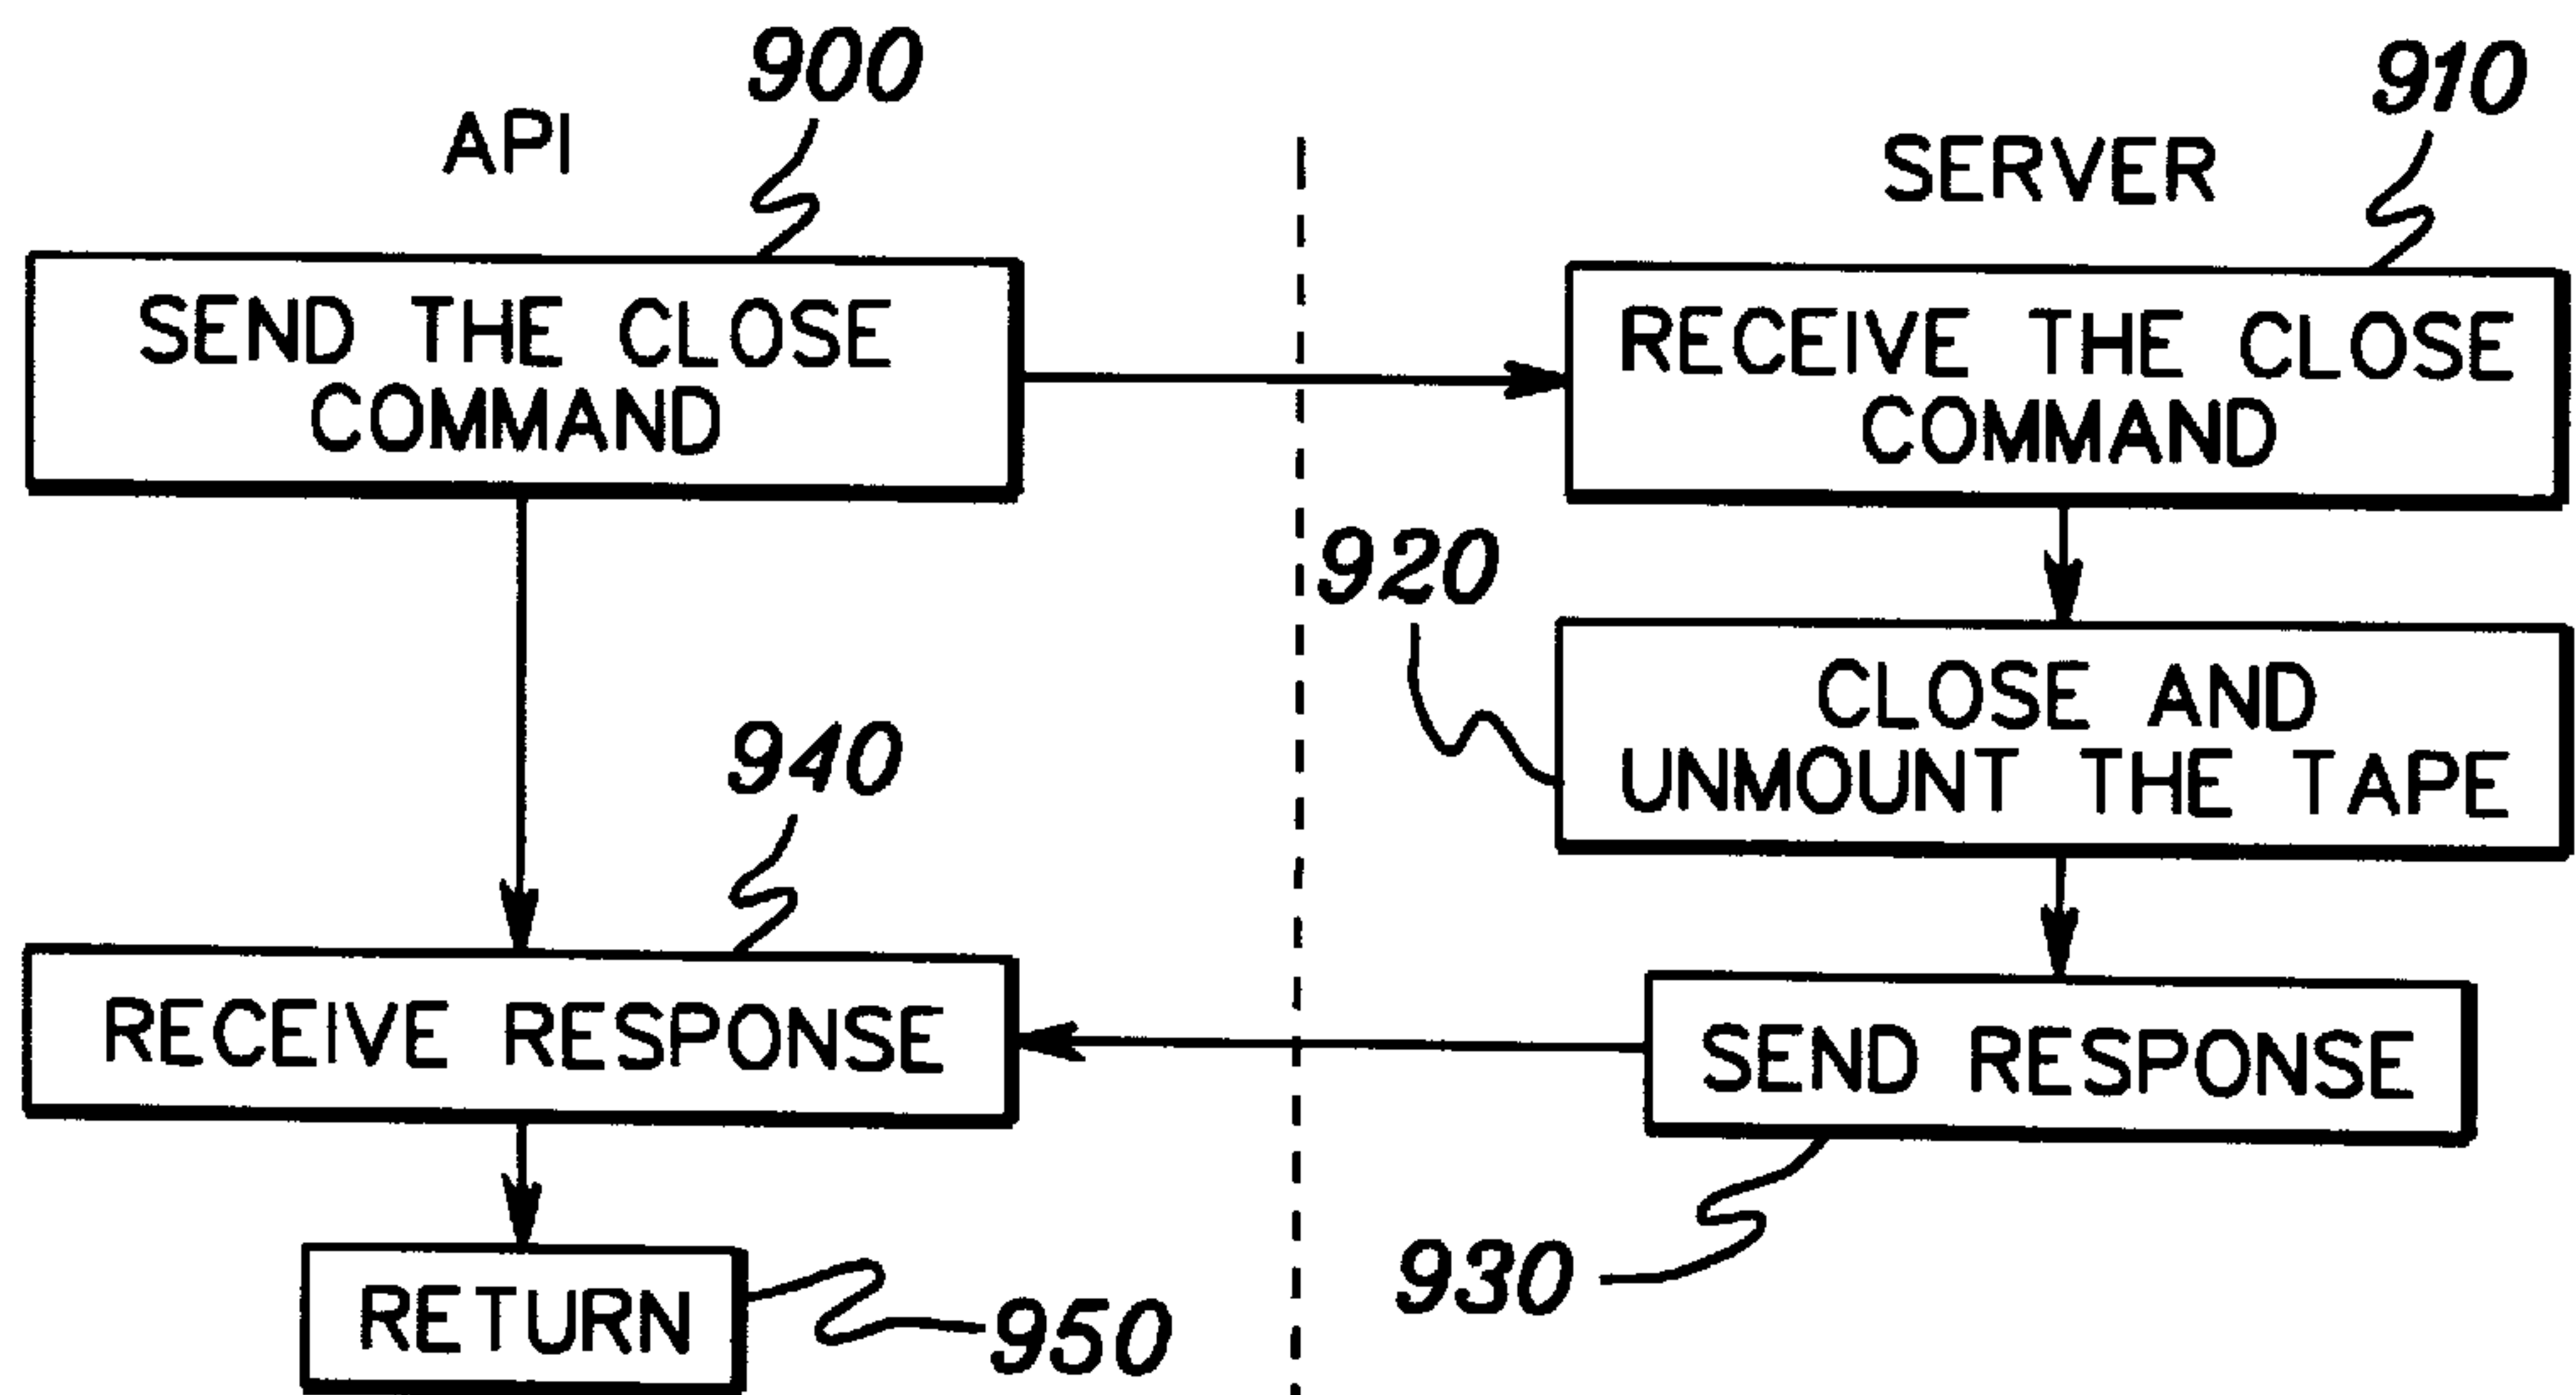 900
910
API
SERVER
SEND THE CLOSE
COMMAND
RECEIVE THE CLOSE
COMMAND
920
CLOSE AND
UNMOUNT THE TAPE
940
RECEIVE RESPONSE
SEND RESPONSE
930
RETURN
950